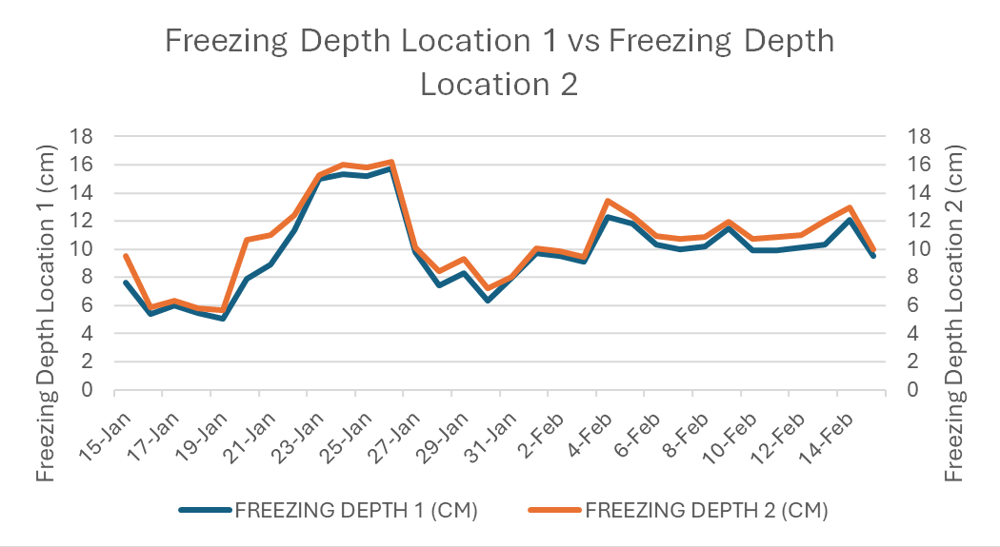 Freezing Depth Location 1 vs Freezing Depth
Location 2
Freezing Depth Location 1 (cm)
18
16
14
12
10
8
6
4
2
0
18
16
14
12
10
8
6
4
2
0
Freezing Depth Location 2 (cm)
15-Jan
17-Jan
19-Jan
21-Jan
23-Jan
25-Jan
27-Jan
29-Jan
31-Jan
2-Feb
4-Feb
6-Feb
8-Feb
10-Feb
12-Feb
14-Feb
FREEZING DEPTH 1 (CM)
FREEZING DEPTH 2 (CM)